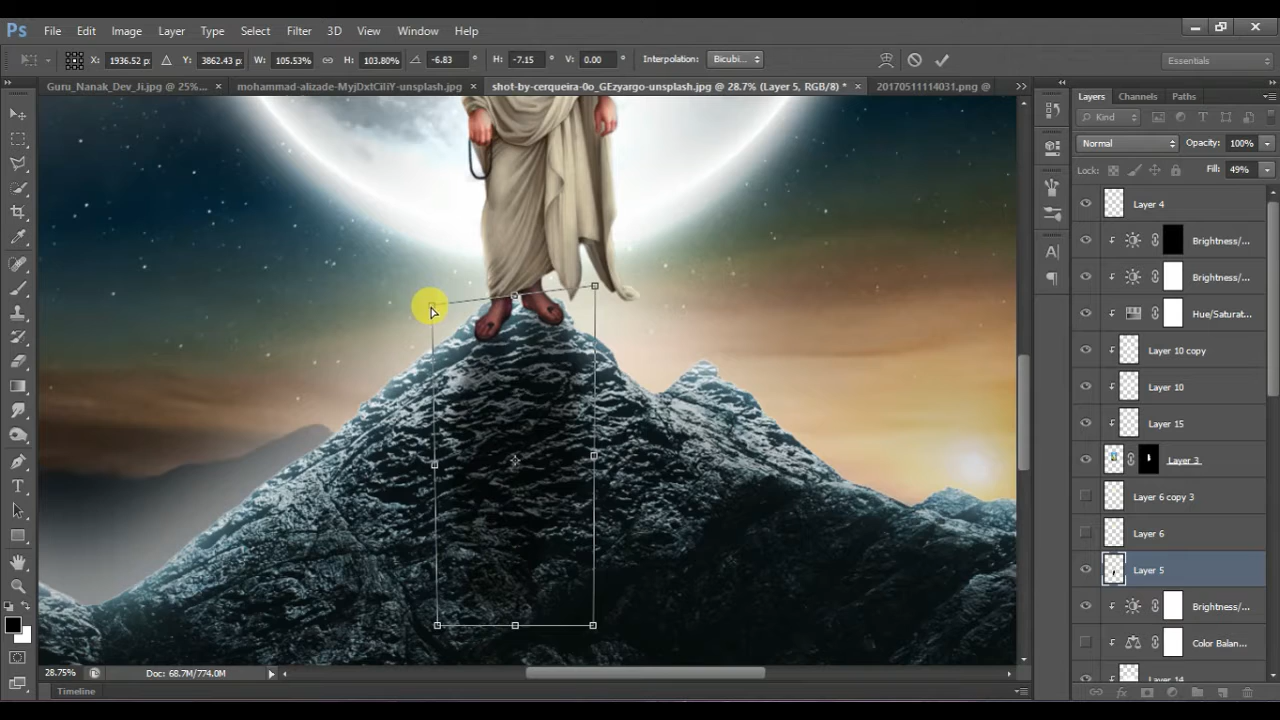 Ps File Edit Image Layer Type Select Filter 3D View Window Help
X: 1936.52 p: Y: 3862.43 p: W: 105.53% H: 103.80% -6.83 ° H: -7.15 ° V: 0.00 ° Interpolation: Bicubi... Essentials
Guru_Nanak_Dev_Ji.jpg @ 25%... × mohammad-alizade-MyjDxtCiIiY-unsplash.jpg × shot-by-cerqueira-0o_GEzyargo-unsplash.jpg @ 28.7% (Layer 5, RGB/8) * × 20170511114031.png @ »
Layers Channels Paths
Kind
Normal Opacity: 100%
Lock: Fill: 49%
Layer 4
Brightness/...
Brightness/...
Hue/Saturat...
Layer 10 copy
Layer 10
Layer 15
Layer 3
Layer 6 copy 3
Layer 6
Layer 5
Brightness/...
Color Balan...
Layer 14
28.75% Doc: 68.7M/774.0M
Timeline